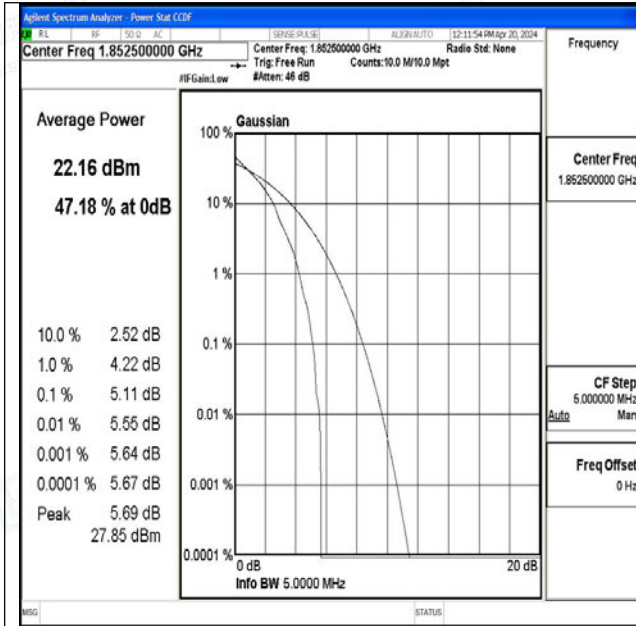 Agilent Spectrum Analyzer - Power Stat CCDF
RL RF 50 Ω AC SENSE:PULSE ALIGNAUTO 12:11:54 PM Apr 20, 2024
Center Freq 1.852500000 GHz
Center Freq: 1.852500000 GHz Radio Std: None
Trig: Free Run Counts:10.0 M/10.0 Mpt
#IFGain:Low #Atten: 46 dB
Frequency
Average Power
22.16 dBm
47.18 % at 0dB
10.0 % 2.52 dB
1.0 % 4.22 dB
0.1 % 5.11 dB
0.01 % 5.55 dB
0.001 % 5.64 dB
0.0001 % 5.67 dB
Peak 5.69 dB
27.85 dBm
Gaussian
100 %
10 %
1 %
0.1 %
0.01 %
0.001 %
0.0001 %
0 dB 20 dB
Info BW 5.0000 MHz
Center Freq
1.852500000 GHz
CF Step
5.000000 MHz
Auto Man
Freq Offset
0 Hz
MSG STATUS